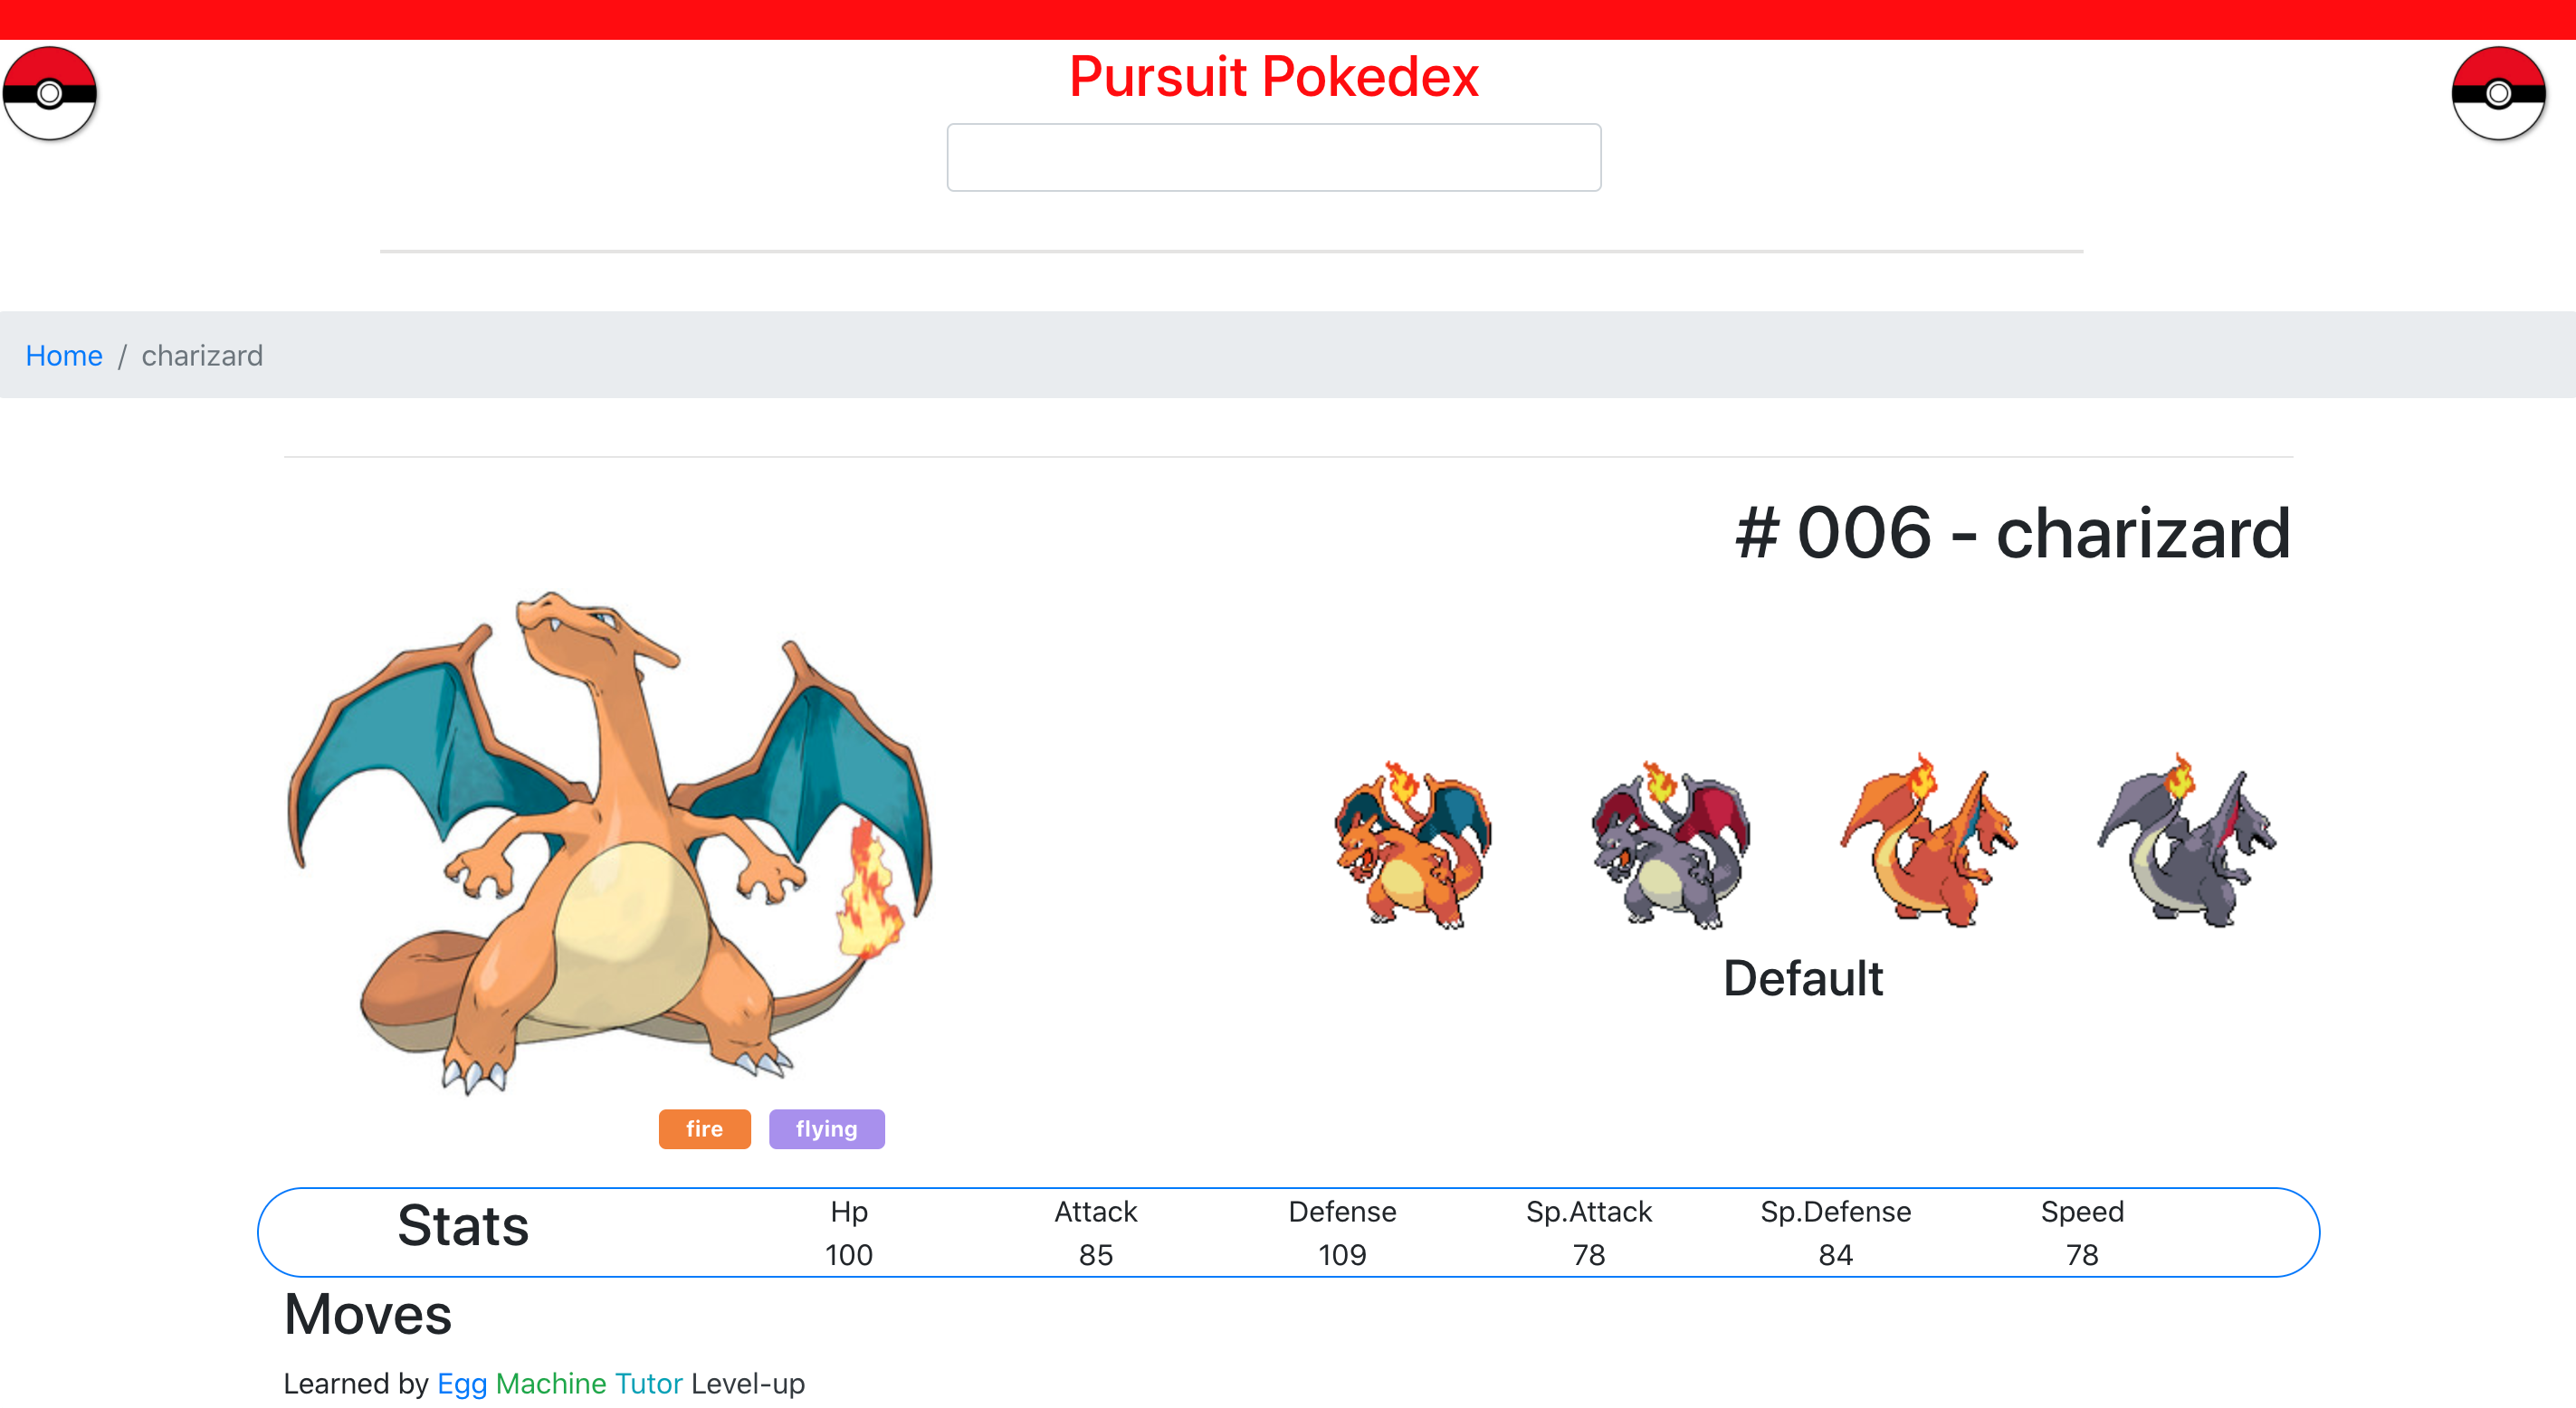 Pursuit Pokedex
Home / charizard
# 006 - charizard
Default
fire flying
Stats Hp Attack Defense Sp.Attack Sp.Defense Speed
100 85 109 78 84 78
Moves
Learned by Egg Machine Tutor Level-up